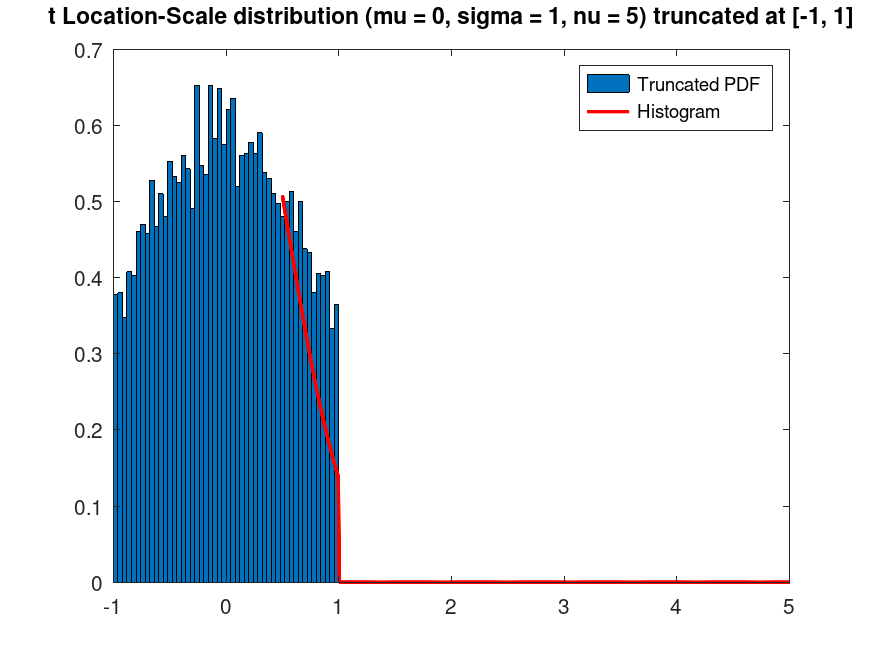 t Location-Scale distribution (mu = 0, sigma = 1, nu = 5) truncated at [-1, 1]
0.7
0.6
0.5
0.4
0.3
0.2
0.1
0
-1 0 1 2 3 4 5
Truncated PDF
Histogram